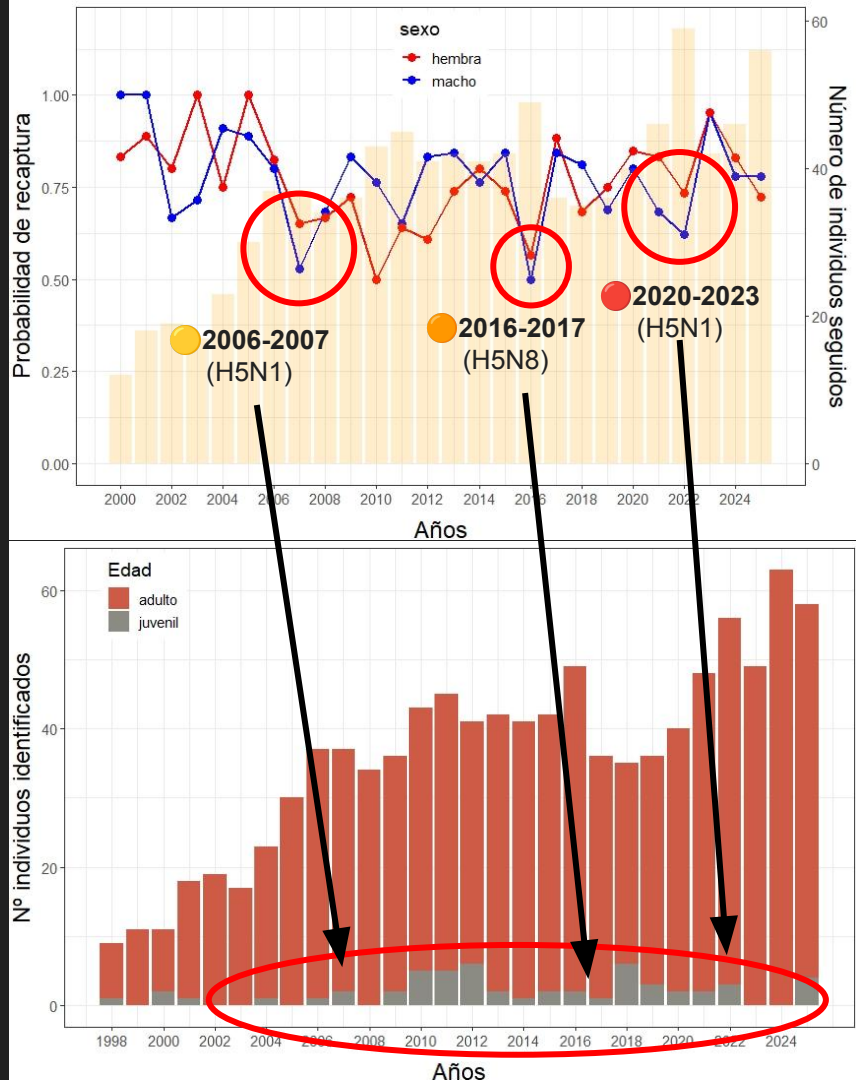 sexo
hembra
macho
Probabilidad de recaptura
Número de individuos seguidos
1.00
0.75
0.50
0.25
0.00
60
40
20
0
🟡2006-2007
(H5N1)
🟠2016-2017
(H5N8)
🔴2020-2023
(H5N1)
2000 2002 2004 2006 2008 2010 2012 2014 2016 2018 2020 2022 2024
Años
Edad
adulto
juvenil
Nº individuos identificados
60
40
20
0
1998 2000 2002 2004 2006 2008 2010 2012 2014 2016 2018 2020 2022 2024
Años